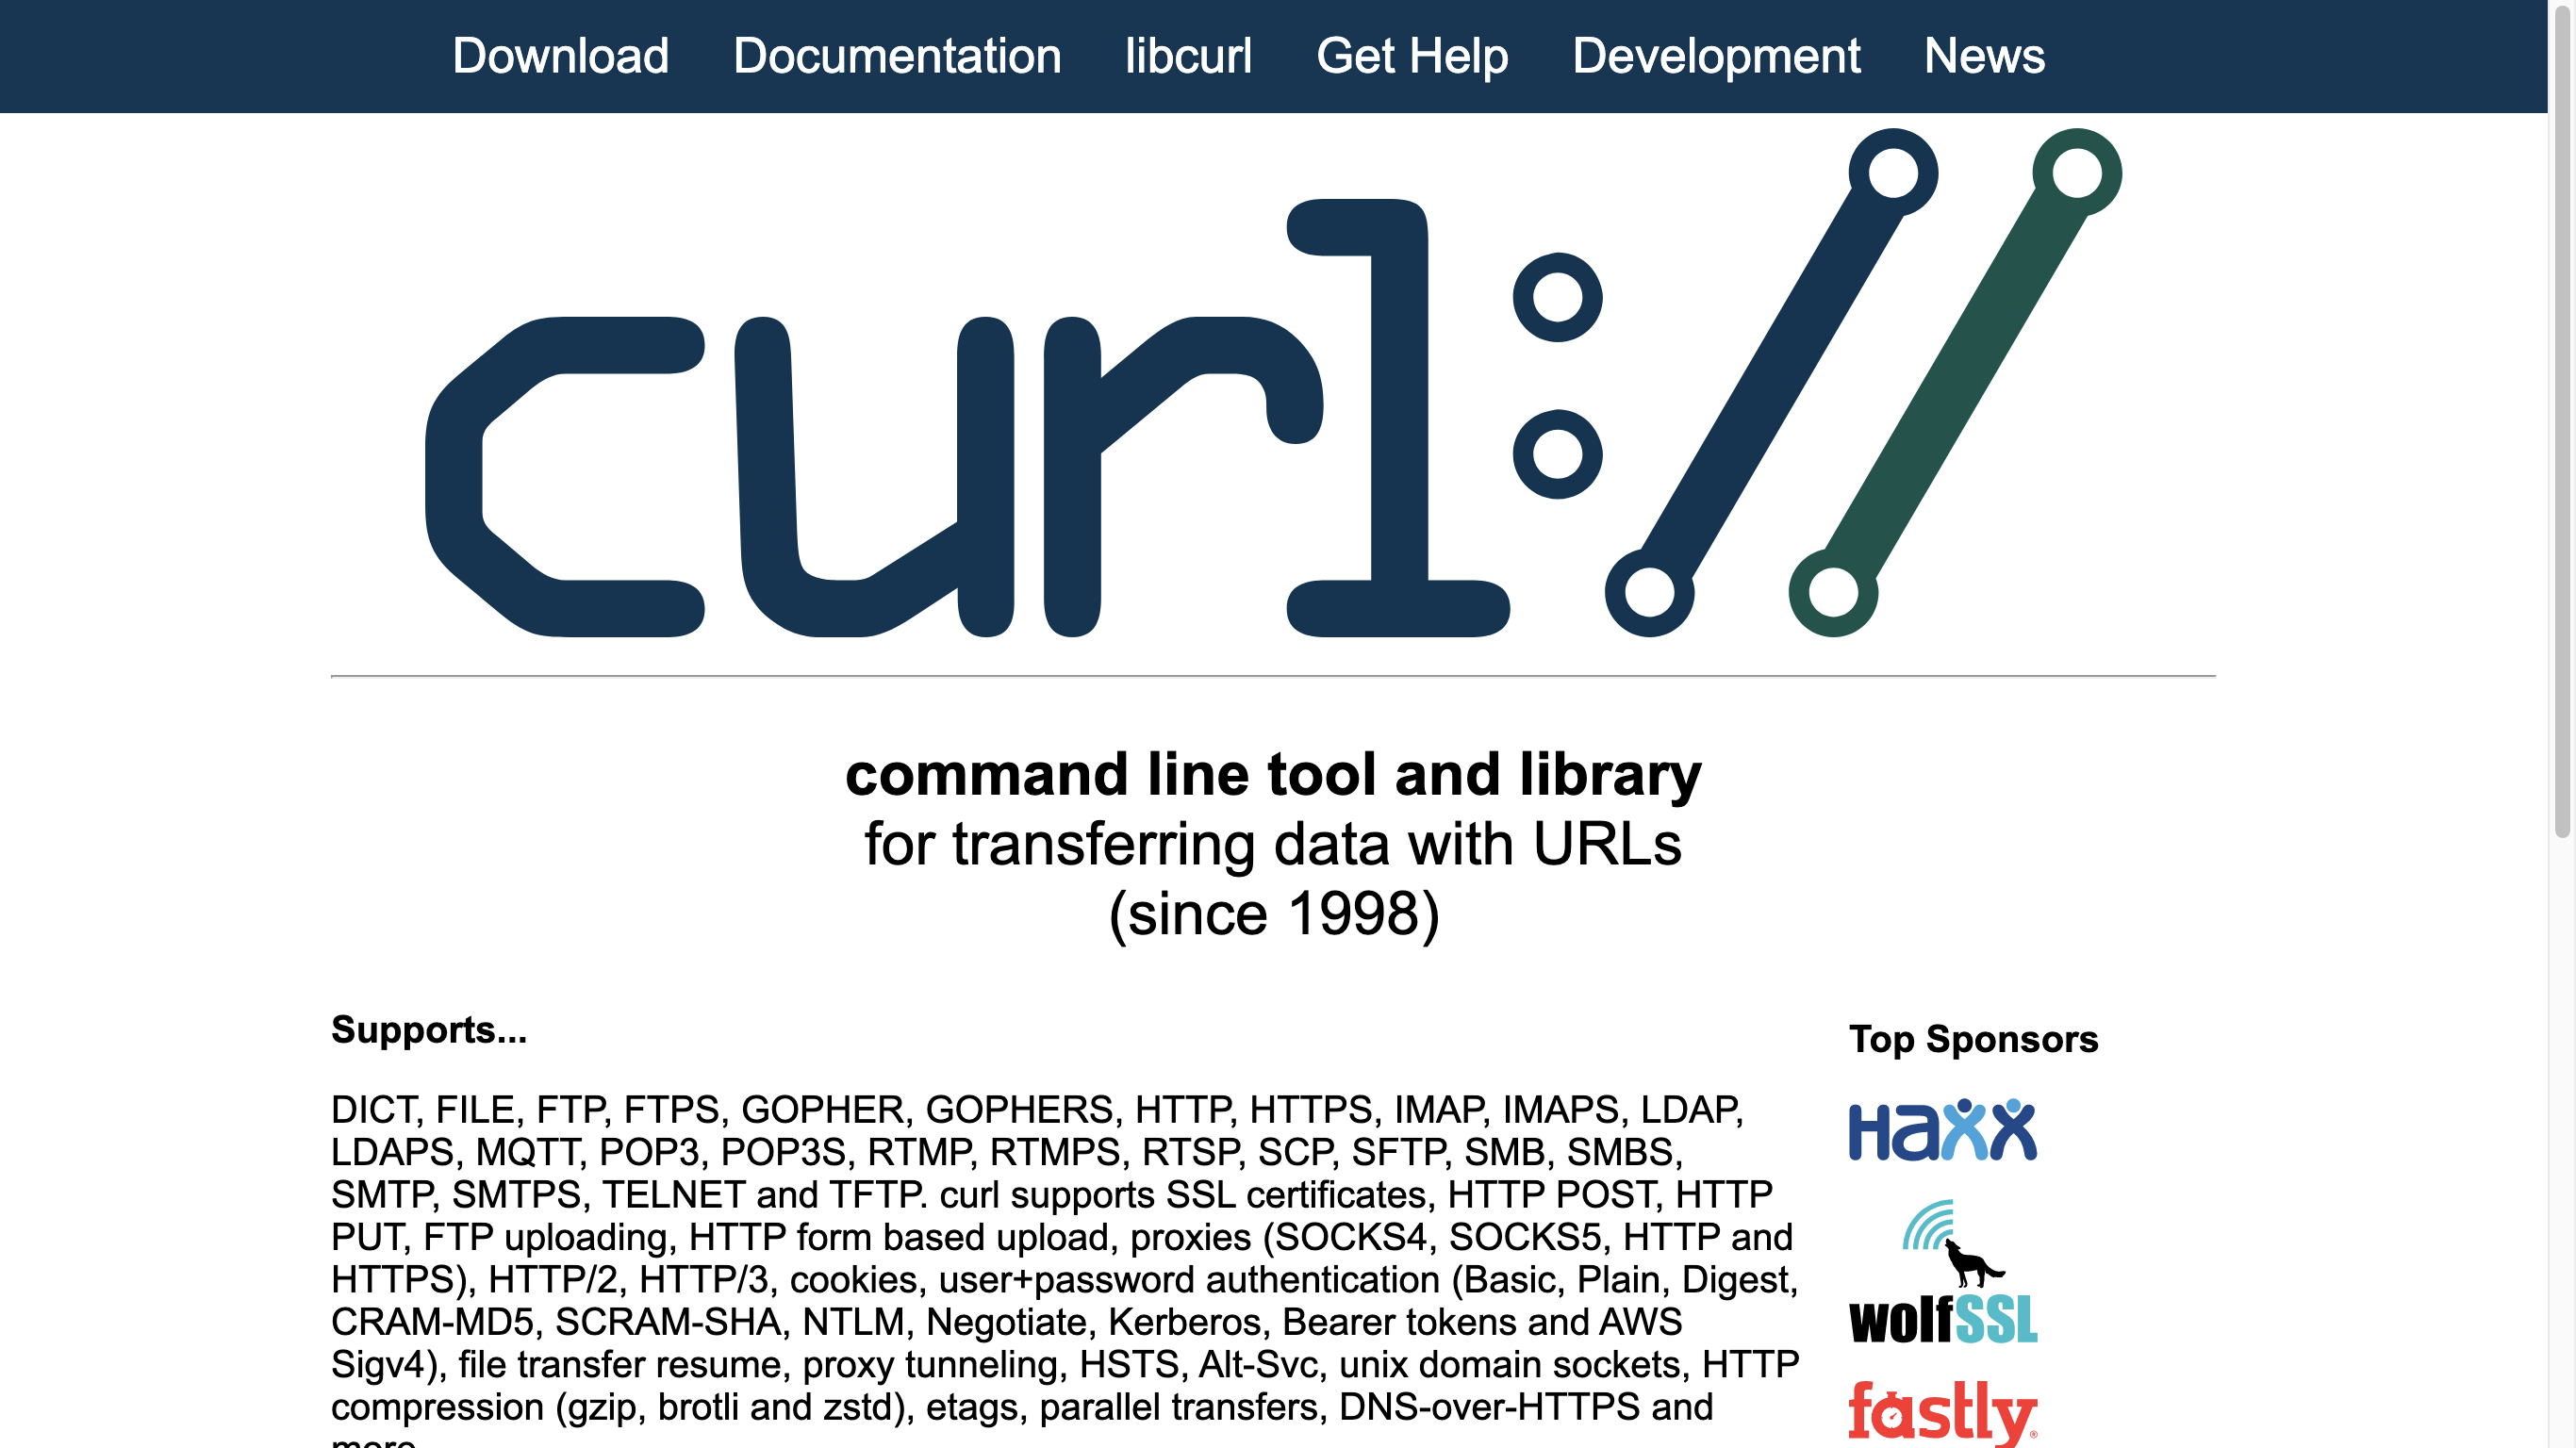 Download Documentation libcurl Get Help Development News
curl://
command line tool and library
for transferring data with URLs
(since 1998)
Supports...
DICT, FILE, FTP, FTPS, GOPHER, GOPHERS, HTTP, HTTPS, IMAP, IMAPS, LDAP,
LDAPS, MQTT, POP3, POP3S, RTMP, RTMPS, RTSP, SCP, SFTP, SMB, SMBS,
SMTP, SMTPS, TELNET and TFTP. curl supports SSL certificates, HTTP POST, HTTP
PUT, FTP uploading, HTTP form based upload, proxies (SOCKS4, SOCKS5, HTTP and
HTTPS), HTTP/2, HTTP/3, cookies, user+password authentication (Basic, Plain, Digest,
CRAM-MD5, SCRAM-SHA, NTLM, Negotiate, Kerberos, Bearer tokens and AWS
Sigv4), file transfer resume, proxy tunneling, HSTS, Alt-Svc, unix domain sockets, HTTP
compression (gzip, brotli and zstd), etags, parallel transfers, DNS-over-HTTPS and
Top Sponsors
Haxx
wolfSSL
fastly®